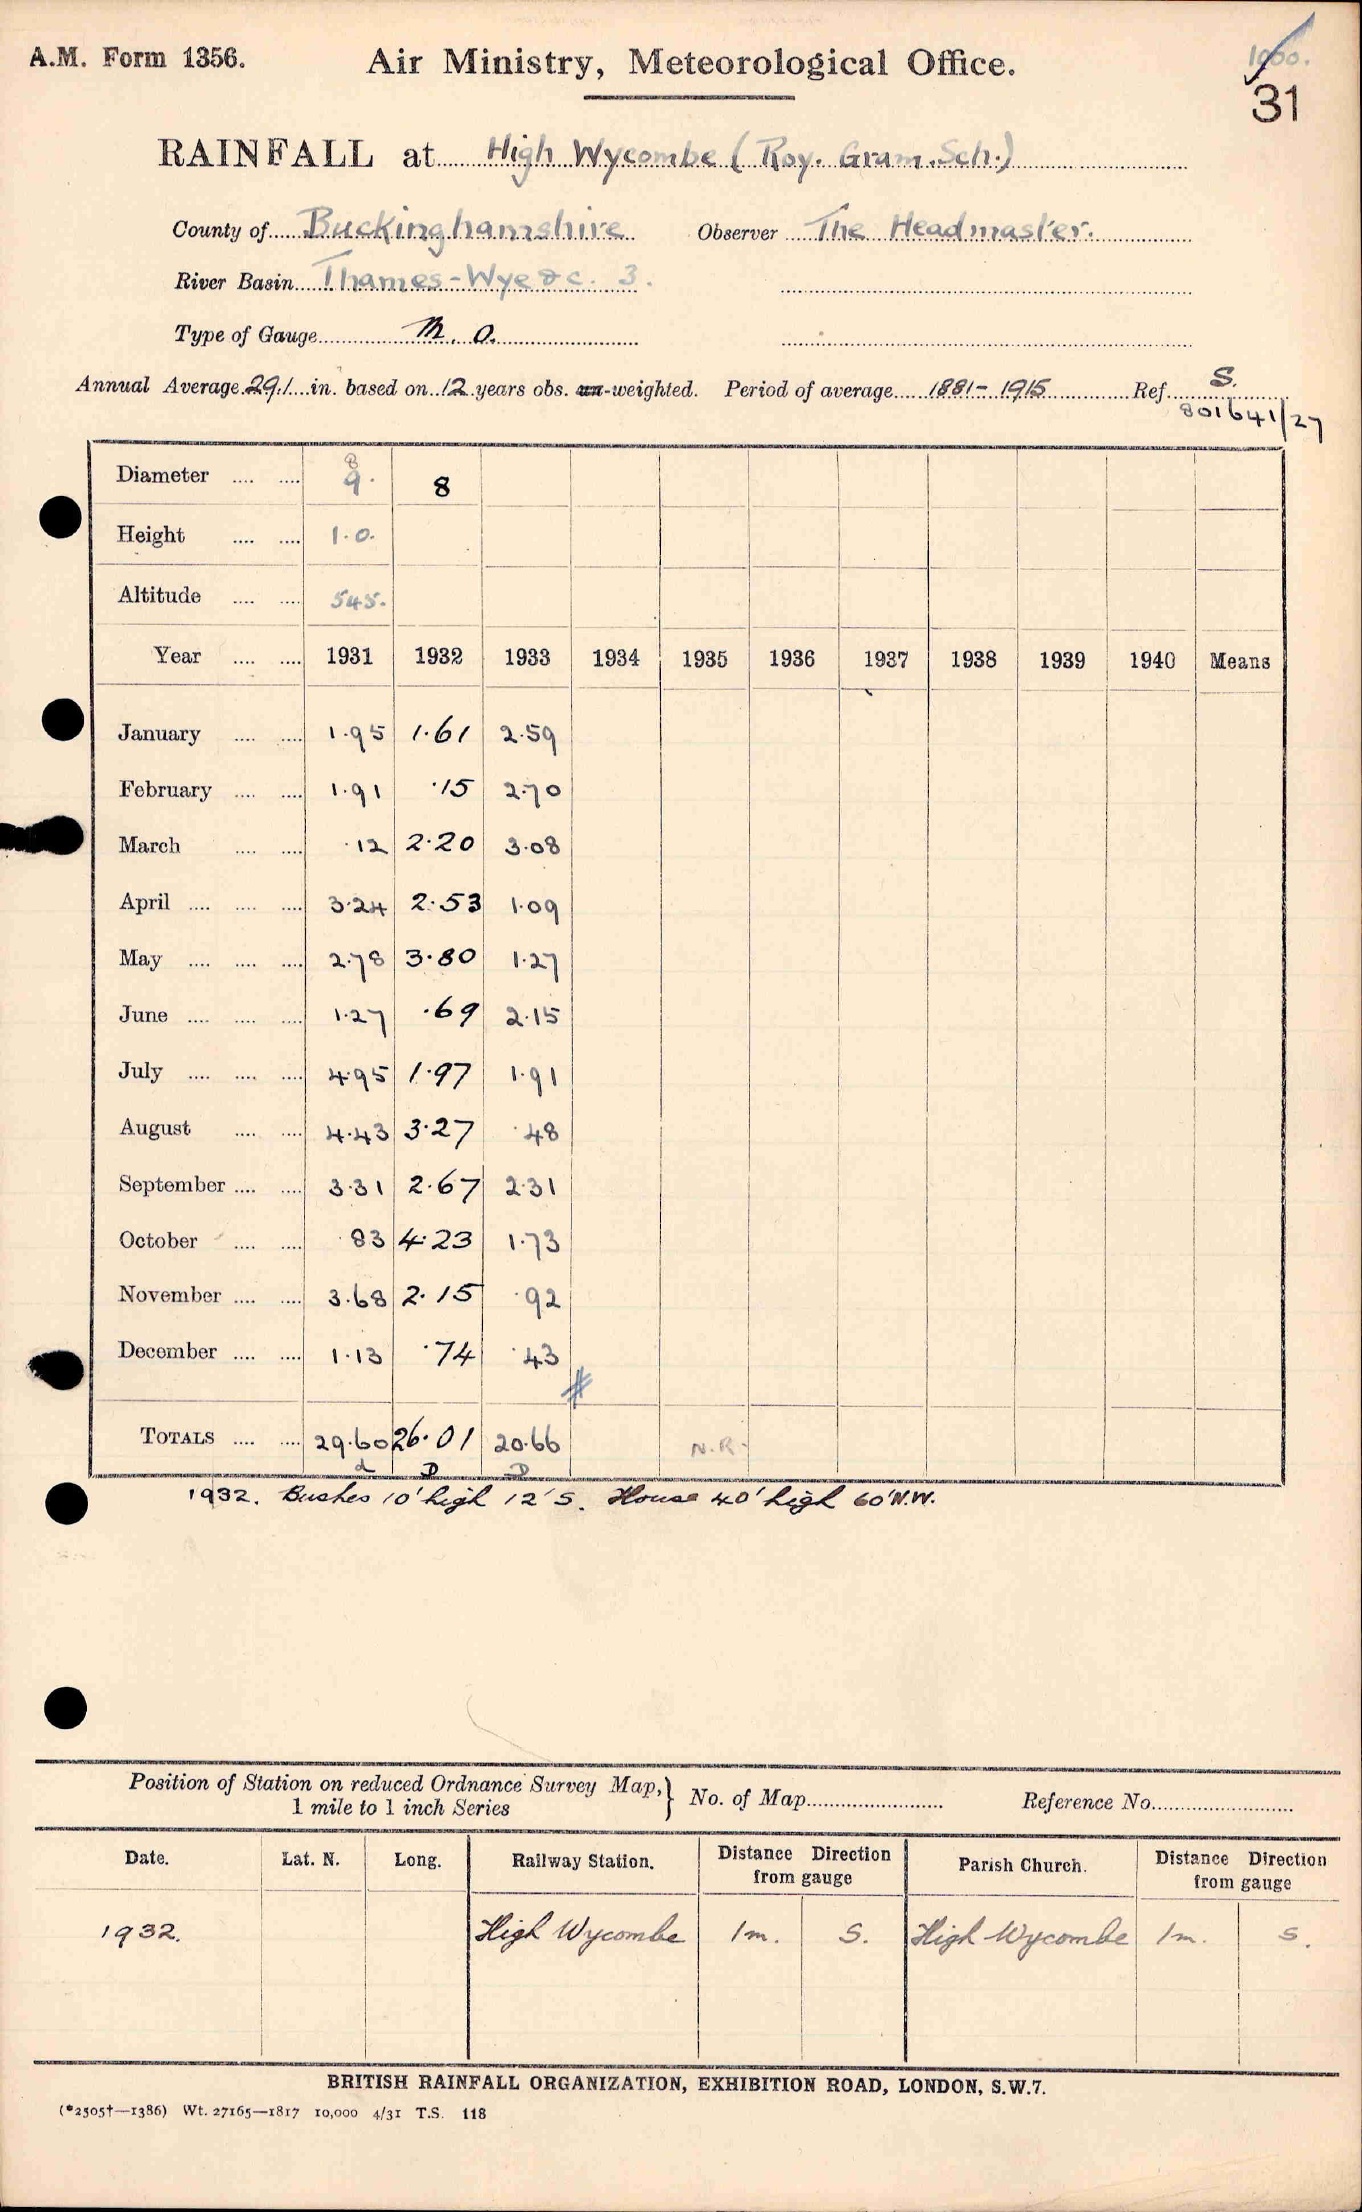 A.M. Form 1356.
Air Ministry, Meteorological Office.
1000.
31
RAINFALL at High Wycombe (Roy. Gram. Sch.)
County of Buckinghamshire Observer The Headmaster.
River Basin Thames-Wye &c. 3.
Type of Gauge M. O.
Annual Average 29.1 in. based on 12 years obs. un-weighted. Period of average 1881-1915 Ref. S.
801641/27
Diameter .... .... 8 9. 8
Height .... .... 1.0.
Altitude .... .... 545.
Year .... .... 1931 1932 1933 1934 1935 1936 1937 1938 1939 1940 Means
January .... .... 1.95 1.61 2.59
February .... .... 1.91 .15 2.70
March .... .... .12 2.20 3.08
April .... .... .... 3.24 2.53 1.09
May .... .... .... 2.78 3.80 1.27
June .... .... .... 1.27 .69 2.15
July .... .... .... 4.95 1.97 1.91
August .... .... 4.43 3.27 .48
September .... .... 3.31 2.67 2.31
October .... .... .83 4.23 1.73
November .... .... 3.68 2.15 .92
December .... .... 1.13 .74 .43
TOTALS .... .... 29.60 26.01 20.66 N.R.
d D D
1932. Bushes 10' high 12' S. House 40' high 60' N.W.
Position of Station on reduced Ordnance Survey Map, 1 mile to 1 inch Series } No. of Map Reference No.
Date. Lat. N. Long. Railway Station. Distance Direction from gauge Parish Church. Distance Direction from gauge
1932. High Wycombe 1m. S. High Wycombe 1m. S.
BRITISH RAINFALL ORGANIZATION, EXHIBITION ROAD, LONDON, S.W.7.
(*2505†—1386) Wt. 27165—1817 10,000 4/31 T.S. 118